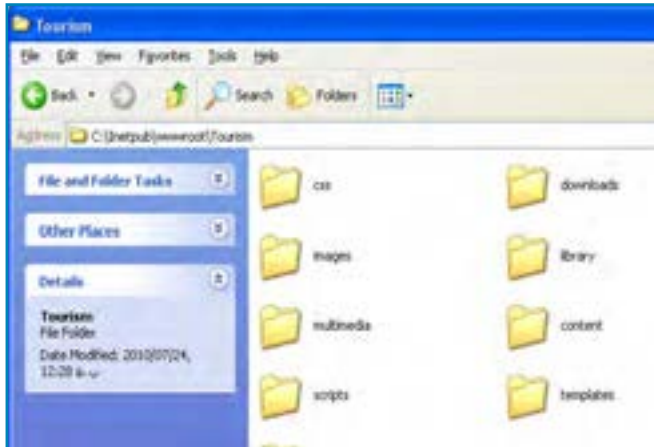 Tourism
File Edit View Favorites Tools Help
Back Search Folders
Address C:\Inetpub\wwwroot\Tourism
File and Folder Tasks
Other Places
Details
Tourism
File Folder
Date Modified: 2010/07/24,
12:28
css downloads
images library
multimedia content
scripts templates